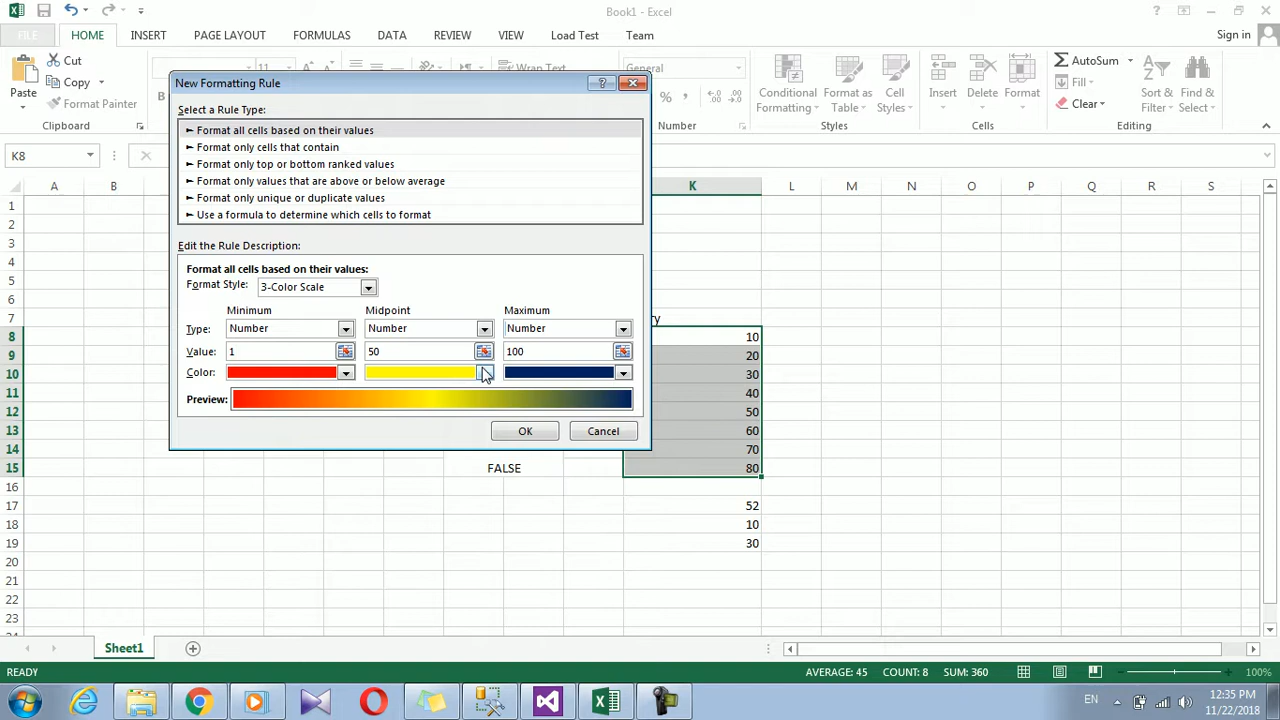 Book1 - Excel
FILE HOME INSERT PAGE LAYOUT FORMULAS DATA REVIEW VIEW Load Test Team Sign in
Cut
Copy
Format Painter
Paste
Clipboard
11
Wrap Text
General
Number
Conditional Formatting
Format as Table
Cell Styles
Styles
Insert
Delete
Format
Cells
AutoSum
Fill
Clear
Sort & Filter
Find & Select
Editing
K8
New Formatting Rule
Select a Rule Type:
► Format all cells based on their values
► Format only cells that contain
► Format only top or bottom ranked values
► Format only values that are above or below average
► Format only unique or duplicate values
► Use a formula to determine which cells to format
Edit the Rule Description:
Format all cells based on their values:
Format Style: 3-Color Scale
Minimum Midpoint Maximum
Type: Number Number Number
Value: 1 50 100
Color:
Preview:
OK Cancel
A B K L M N O P Q R S
1
2
3
4
5
6
7
8 10
9 20
10 30
11 40
12 50
13 60
14 70
15 FALSE 80
16
17 52
18 10
19 30
20
21
22
23
Sheet1
READY AVERAGE: 45 COUNT: 8 SUM: 360 100%
EN 12:35 PM
11/22/2018